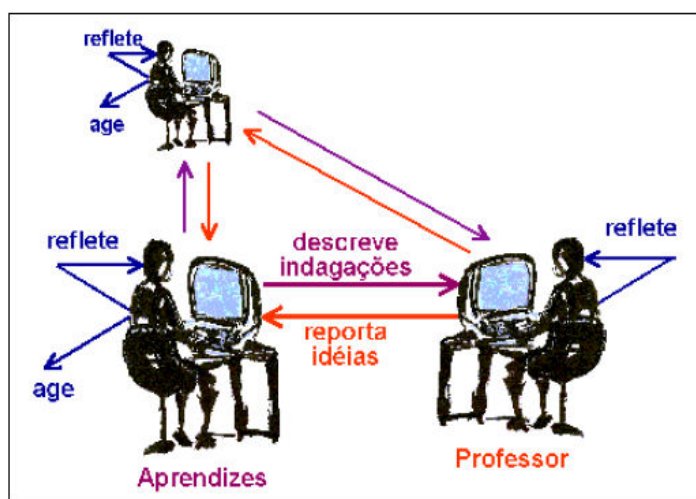 reflete
age
reflete
descreve
indagações
reflete
reporta
idéias
age
Aprendizes
Professor